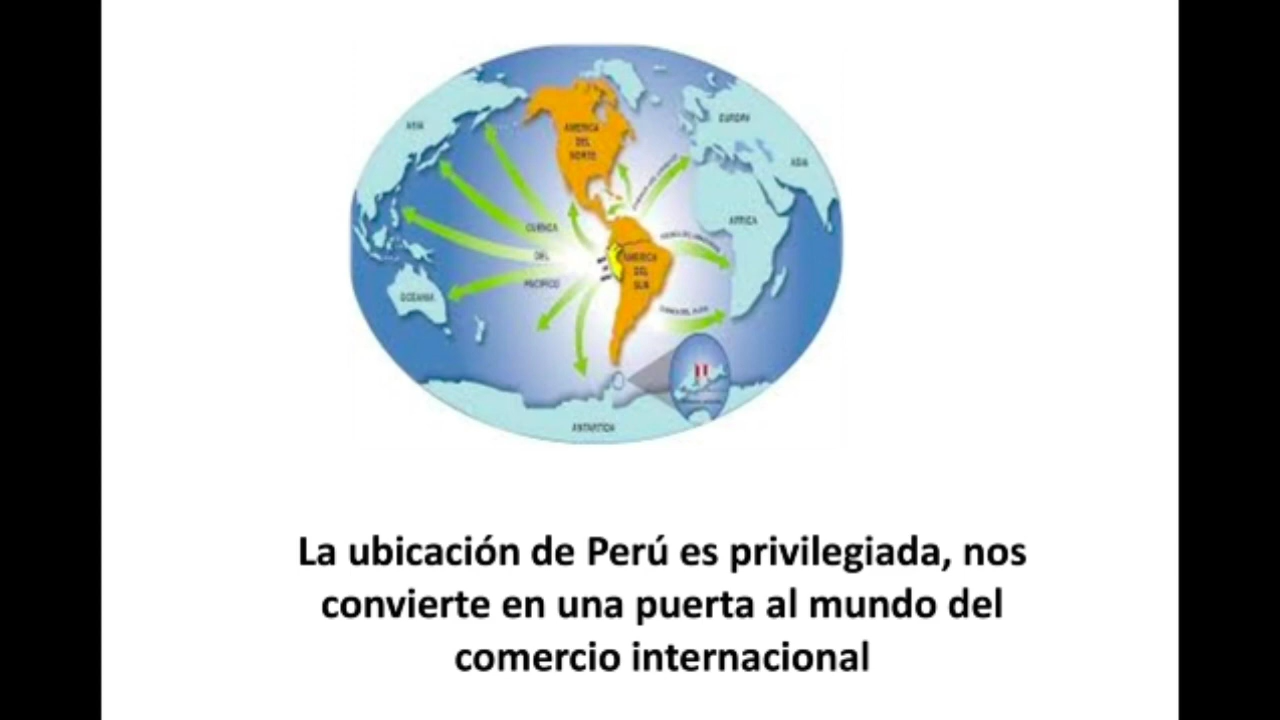 ASIA
AMERICA
DEL
NORTE
EUROPA
ASIA
AFRICA
CUENCA
DEL
PACIFICO
AMERICA
DEL
SUR
OCEANIA
ANTARTICA
La ubicación de Perú es privilegiada, nos
convierte en una puerta al mundo del
comercio internacional